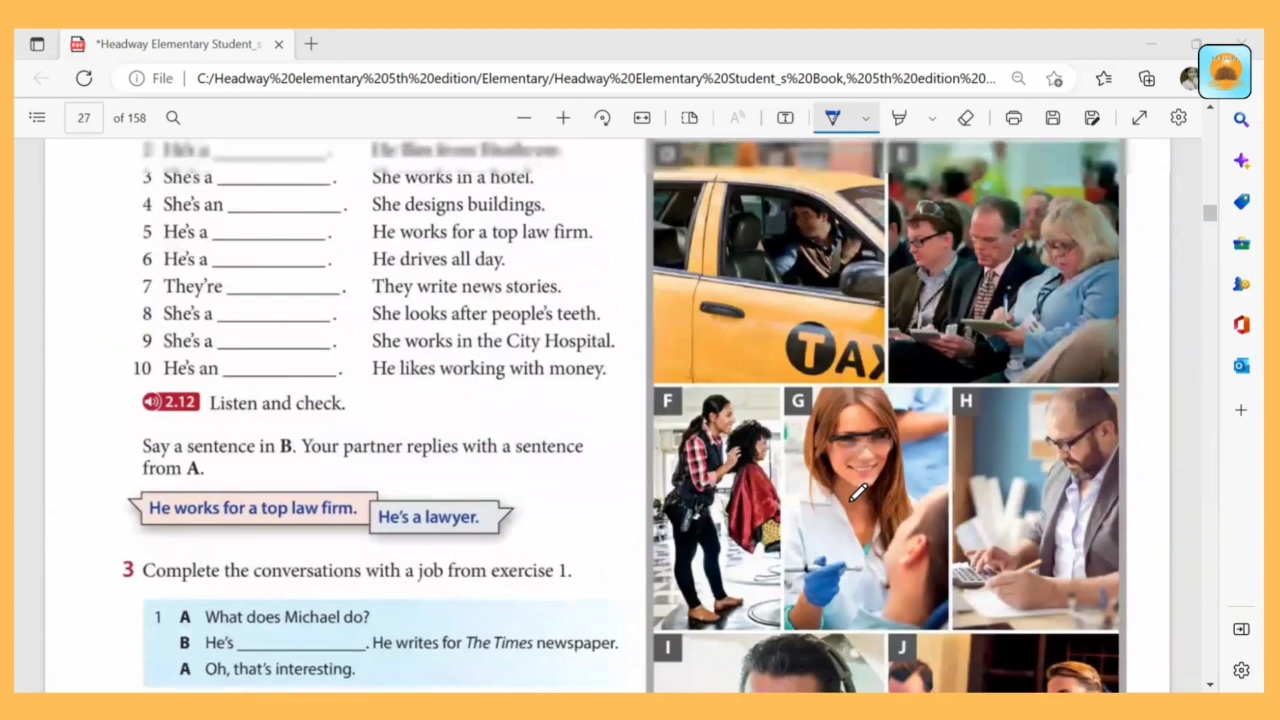 *Headway Elementary Student_s
File C:/Headway%20elementary%205th%20edition/Elementary/Headway%20Elementary%20Student_s%20Book,%205th%20edition%20...
27 of 158
2 He's a ____________ .
3 She's a ____________ . She works in a hotel.
4 She's an ____________ . She designs buildings.
5 He's a ____________ . He works for a top law firm.
6 He's a ____________ . He drives all day.
7 They're ____________ . They write news stories.
8 She's a ____________ . She looks after people's teeth.
9 She's a ____________ . She works in the City Hospital.
10 He's an ____________ . He likes working with money.
2.12 Listen and check.
Say a sentence in B. Your partner replies with a sentence
from A.
He works for a top law firm.
He's a lawyer.
3 Complete the conversations with a job from exercise 1.
1 A What does Michael do?
B He's ______________. He writes for The Times newspaper.
A Oh, that's interesting.
D
E
TAX
F
G
H
I
J